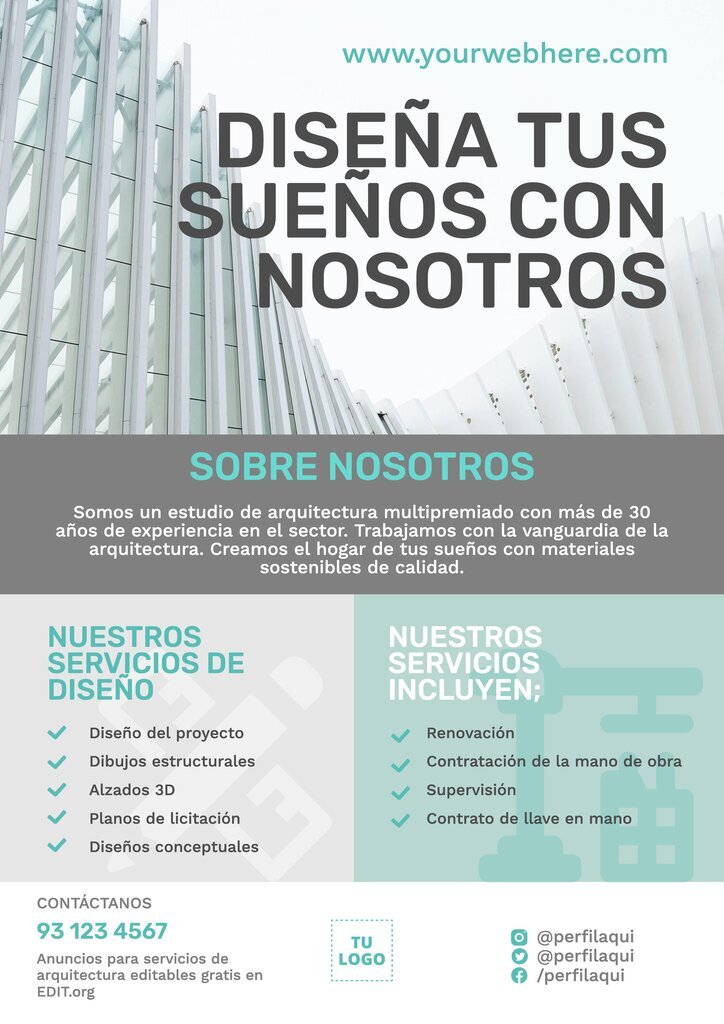 www.yourwebhere.com
DISEÑA TUS
SUEÑOS CON
NOSOTROS
SOBRE NOSOTROS
Somos un estudio de arquitectura multipremiado con más de 30
años de experiencia en el sector. Trabajamos con la vanguardia de la
arquitectura. Creamos el hogar de tus sueños con materiales
sostenibles de calidad.
NUESTROS
SERVICIOS DE
DISEÑO
Diseño del proyecto
Dibujos estructurales
Alzados 3D
Planos de licitación
Diseños conceptuales
NUESTROS
SERVICIOS
INCLUYEN;
Renovación
Contratación de la mano de obra
Supervisión
Contrato de llave en mano
CONTÁCTANOS
93 123 4567
Anuncios para servicios de
arquitectura editables gratis en
EDIT.org
TU
LOGO
@perfilaqui
@perfilaqui
/perfilaqui